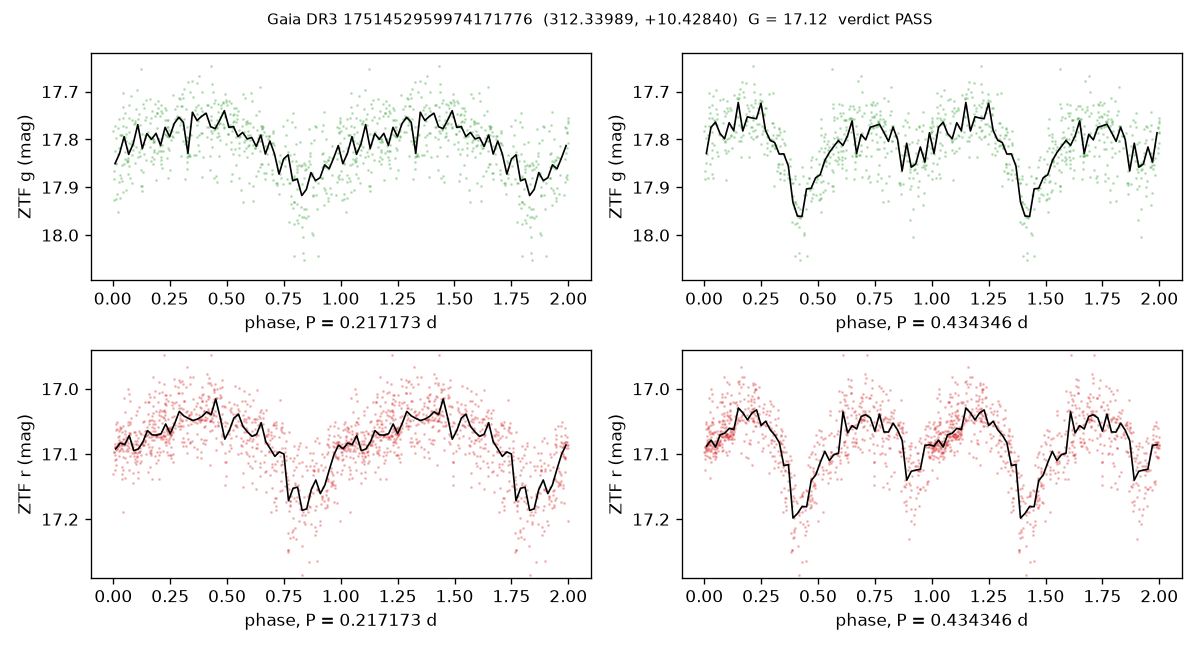 Gaia DR3 1751452959974171776  (312.33989, +10.42840)  G = 17.12  verdict PASS
ZTF g (mag)
17.7
17.8
17.9
18.0
0.00 0.25 0.50 0.75 1.00 1.25 1.50 1.75 2.00
phase, P = 0.217173 d
ZTF g (mag)
17.7
17.8
17.9
18.0
0.00 0.25 0.50 0.75 1.00 1.25 1.50 1.75 2.00
phase, P = 0.434346 d
ZTF r (mag)
17.0
17.1
17.2
0.00 0.25 0.50 0.75 1.00 1.25 1.50 1.75 2.00
phase, P = 0.217173 d
ZTF r (mag)
17.0
17.1
17.2
0.00 0.25 0.50 0.75 1.00 1.25 1.50 1.75 2.00
phase, P = 0.434346 d